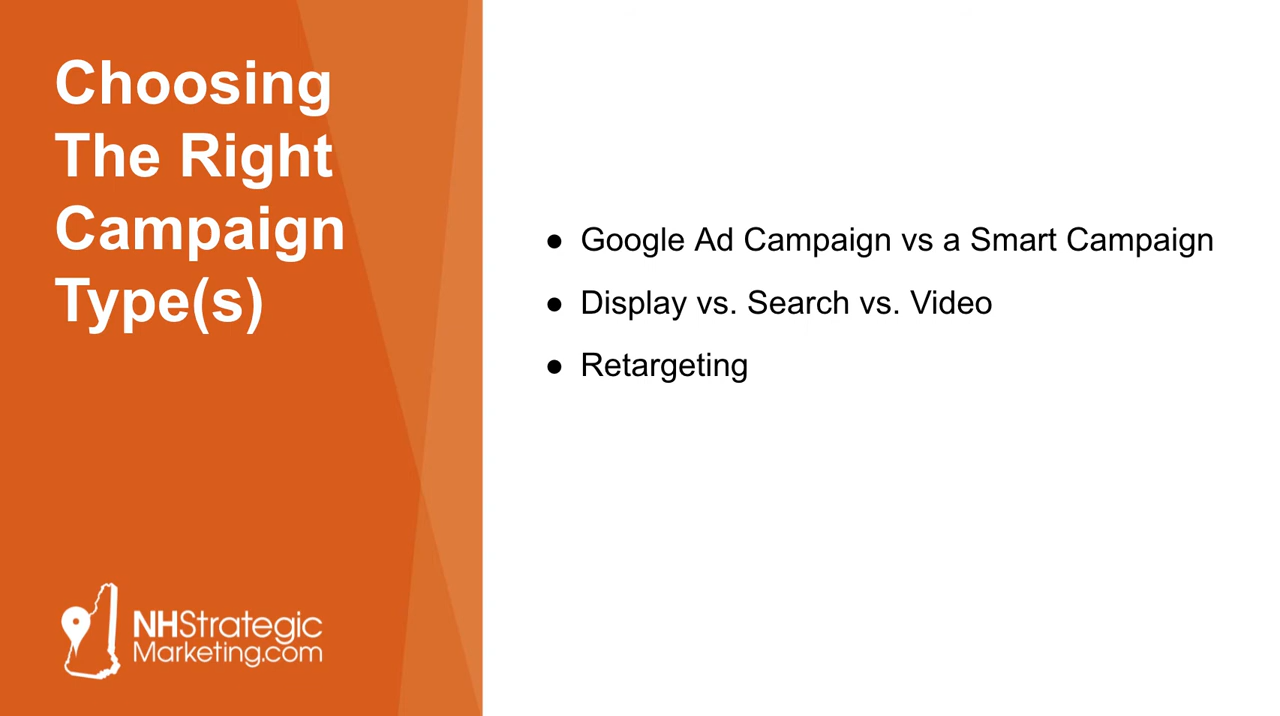 Choosing
The Right
Campaign
Type(s)
● Google Ad Campaign vs a Smart Campaign
● Display vs. Search vs. Video
● Retargeting
NHStrategic
Marketing.com